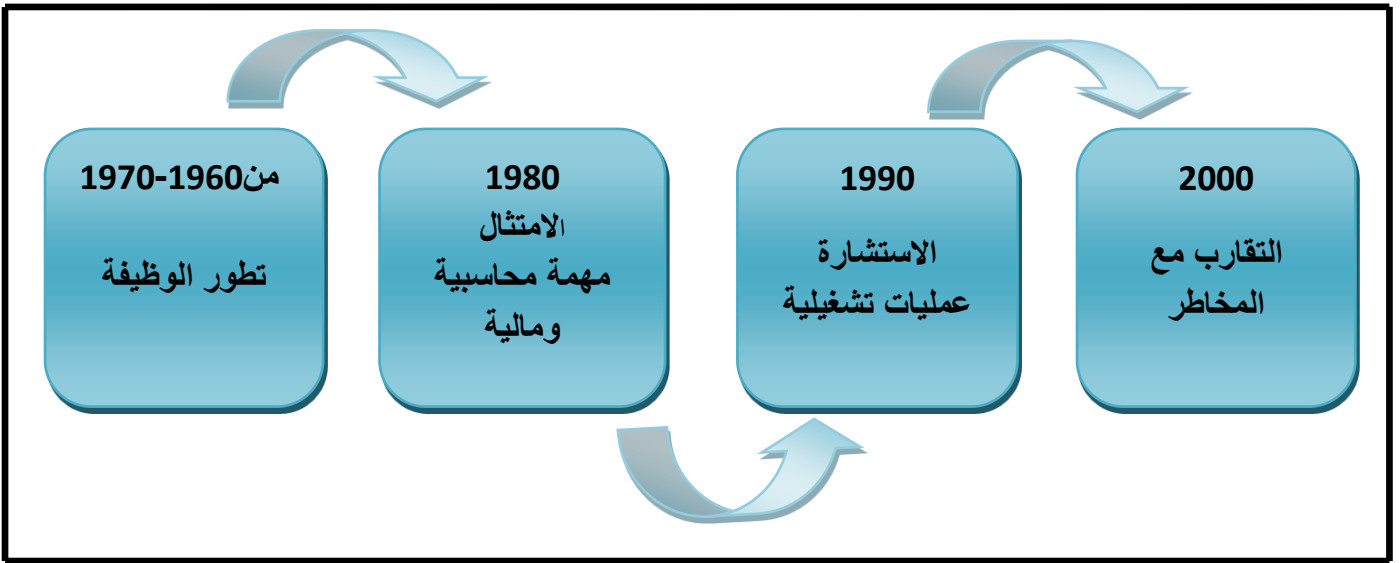 من1960-1970
تطور الوظيفة
1980
الامتثال
مهمة محاسبية
ومالية
1990
الاستشارة
عمليات تشغيلية
2000
التقارب مع
المخاطر